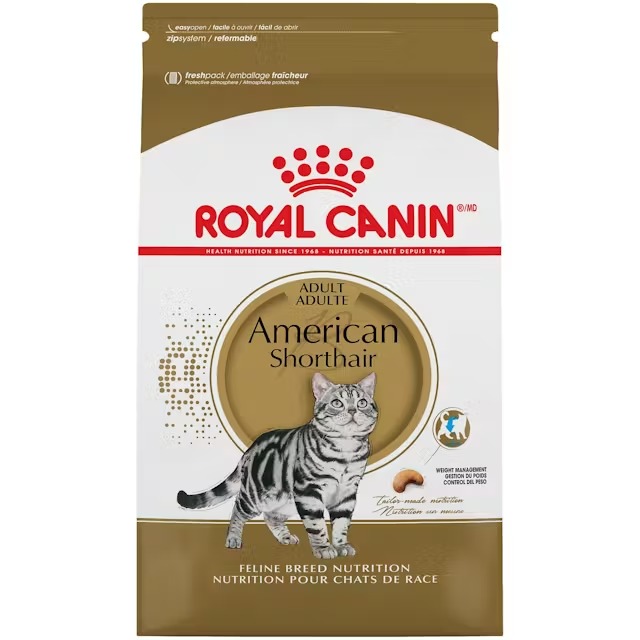 easyopen / facile à ouvrir / fácil de abrir
zipsystem / refermable
freshpack / emballage fraîcheur
Protective atmosphere / Atmosphère protectrice
ROYAL CANIN ®/MD
HEALTH NUTRITION SINCE 1968 - NUTRITION SANTÉ DEPUIS 1968
ADULT
ADULTE
American
Shorthair
WEIGHT MANAGEMENT
GESTION DU POIDS
CONTROL DEL PESO
Tailor-made nutrition
Nutrition sur mesure
FELINE BREED NUTRITION
NUTRITION POUR CHATS DE RACE